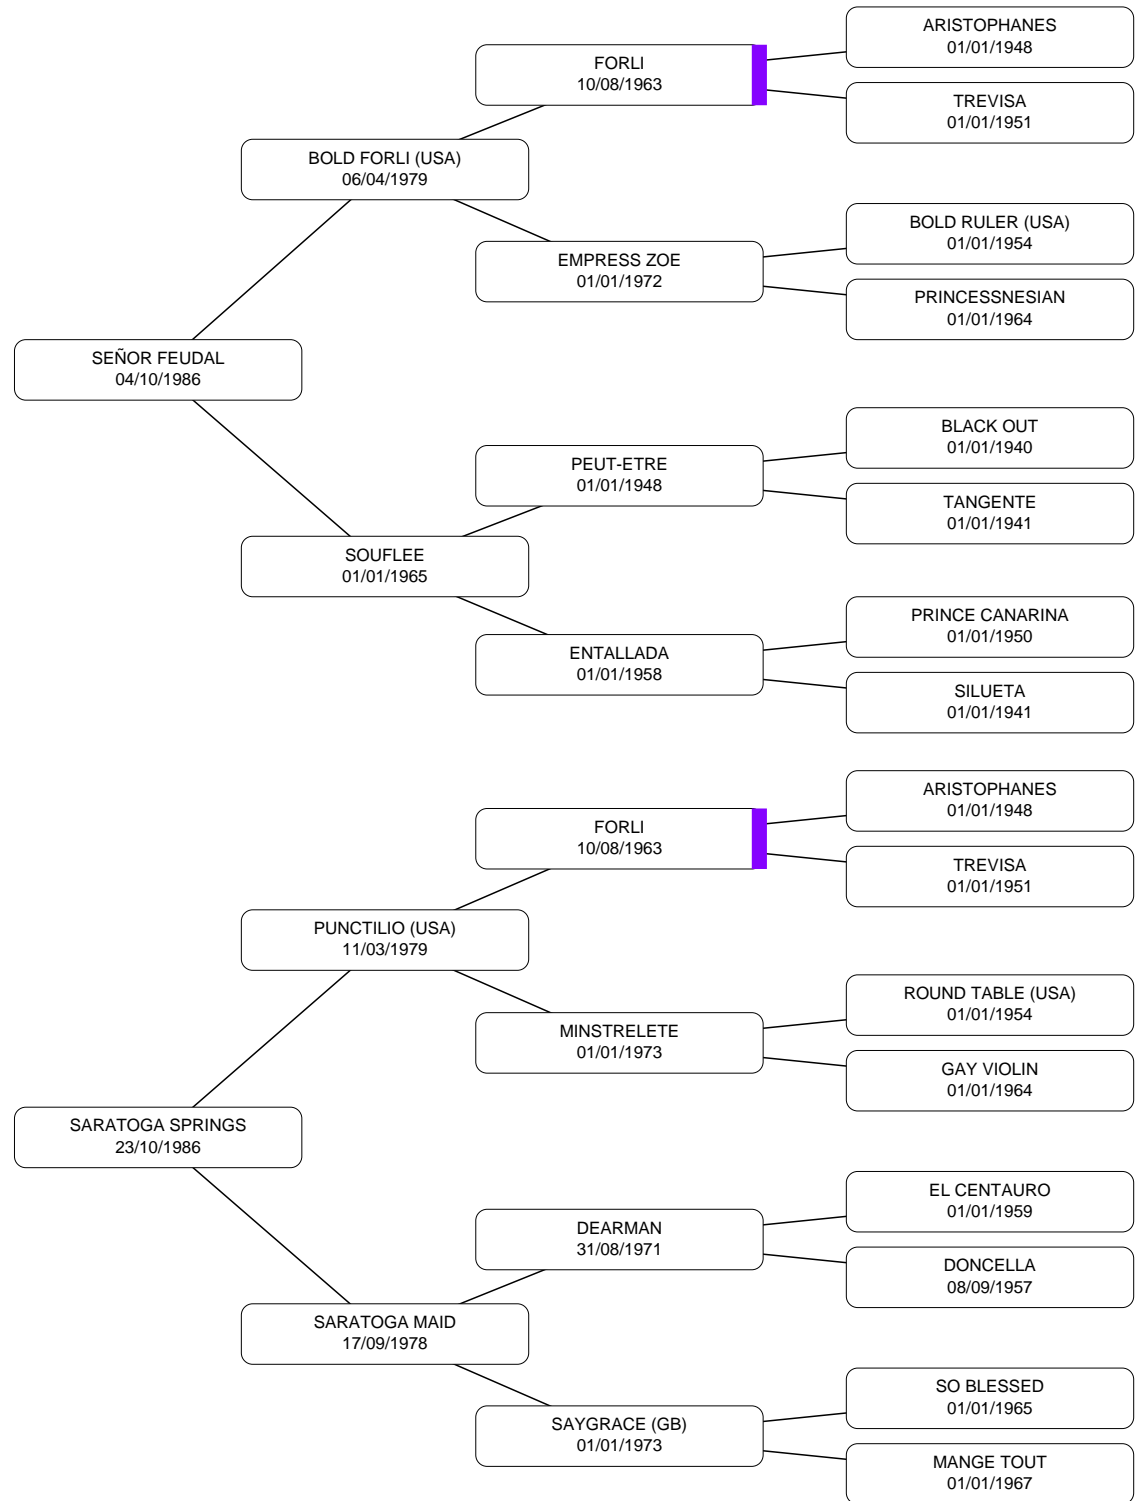 ARISTOPHANES
01/01/1948
FORLI
10/08/1963
TREVISA
01/01/1951
BOLD FORLI (USA)
06/04/1979
BOLD RULER (USA)
01/01/1954
EMPRESS ZOE
01/01/1972
PRINCESSNESIAN
01/01/1964
SEÑOR FEUDAL
04/10/1986
BLACK OUT
01/01/1940
PEUT-ETRE
01/01/1948
TANGENTE
01/01/1941
SOUFLEE
01/01/1965
PRINCE CANARINA
01/01/1950
ENTALLADA
01/01/1958
SILUETA
01/01/1941
ARISTOPHANES
01/01/1948
FORLI
10/08/1963
TREVISA
01/01/1951
PUNCTILIO (USA)
11/03/1979
ROUND TABLE (USA)
01/01/1954
MINSTRELETE
01/01/1973
GAY VIOLIN
01/01/1964
SARATOGA SPRINGS
23/10/1986
EL CENTAURO
01/01/1959
DEARMAN
31/08/1971
DONCELLA
08/09/1957
SARATOGA MAID
17/09/1978
SO BLESSED
01/01/1965
SAYGRACE (GB)
01/01/1973
MANGE TOUT
01/01/1967